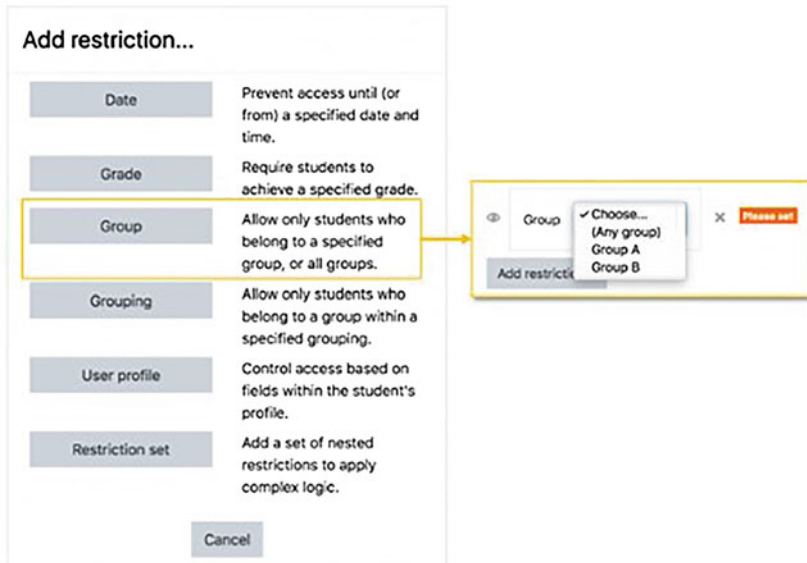 Add restriction...
Date
Prevent access until (or
from) a specified date and
time.
Grade
Require students to
achieve a specified grade.
Group
Allow only students who
belong to a specified
group, or all groups.
Grouping
Allow only students who
belong to a group within a
specified grouping.
User profile
Control access based on
fields within the student's
profile.
Restriction set
Add a set of nested
restrictions to apply
complex logic.
Cancel
Group
✓ Choose...
(Any group)
Group A
Group B
Please set
Add restricti